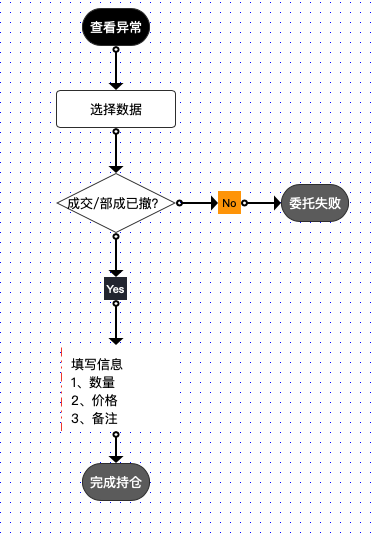 查看异常
选择数据
成交/部成已撤?
No
委托失败
Yes
填写信息
1、数量
2、价格
3、备注
完成持仓